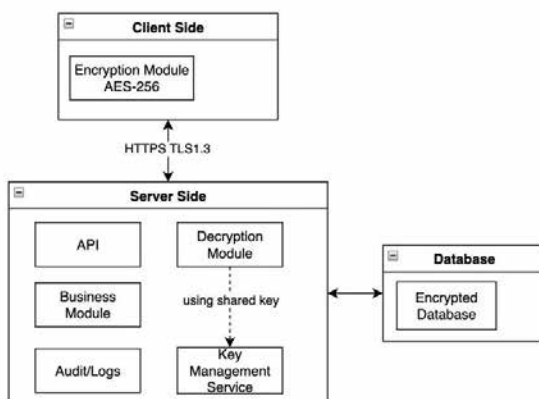 Client Side
Encryption Module
AES-256
HTTPS TLS1.3
Server Side
API
Decryption
Module
Business
Module
using shared key
Audit/Logs
Key
Management
Service
Database
Encrypted
Database